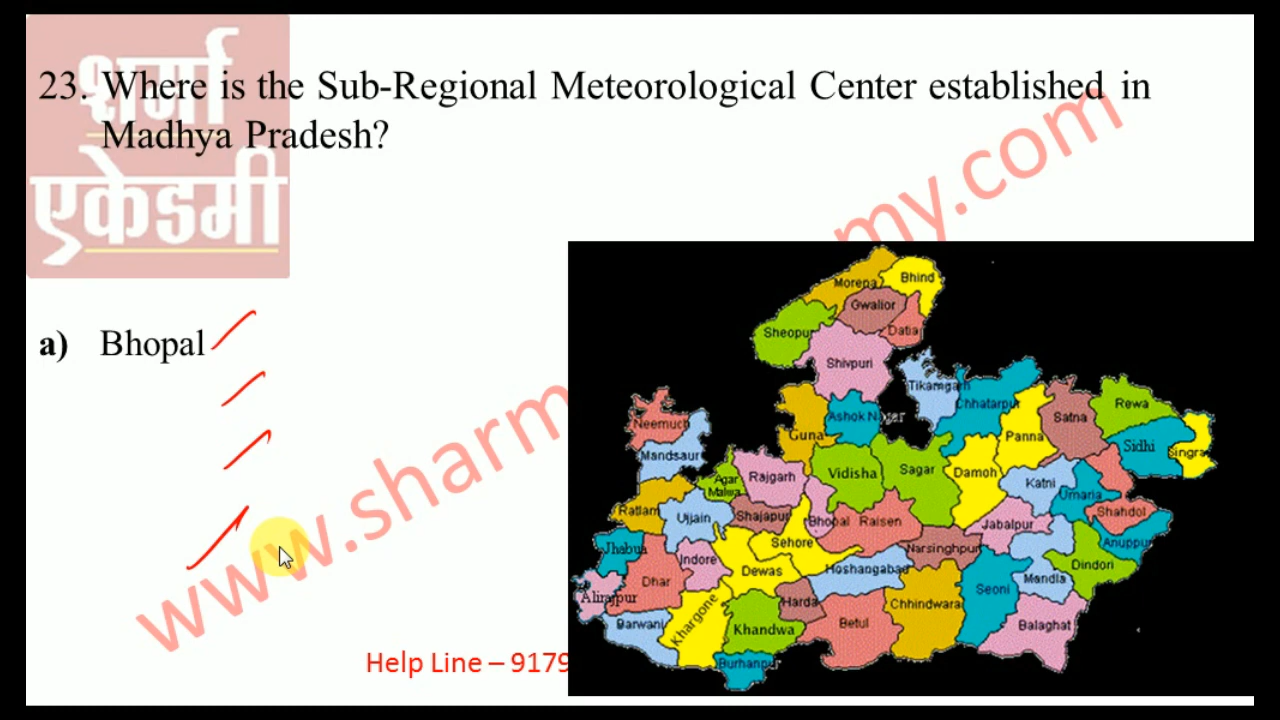 शर्मा
एकेडमी
23. Where is the Sub-Regional Meteorological Center established in
Madhya Pradesh?
a) Bhopal
www.sharm
my.com
Help Line – 9179
Morena
Bhind
Gwalior
Sheopur
Datia
Shivpuri
Tikamgarh
Chhatarpur
Neemuch
Ashok Nagar
Guna
Panna
Satna
Rewa
Sidhi
Singra
Mandsaur
Agar
Malwa
Rajgarh
Vidisha
Sagar
Damoh
Katni
Umaria
Shahdol
Ratlam
Ujjain
Shajapur
Bhopal
Raisen
Jabalpur
Anuppu
Jhabua
Indore
Sehore
Narsinghpur
Dindori
Dewas
Hoshangabad
Mandla
Dhar
Alirajpur
Khargone
Harda
Seoni
Chhindwara
Barwani
Khandwa
Betul
Balaghat
Burhanpur